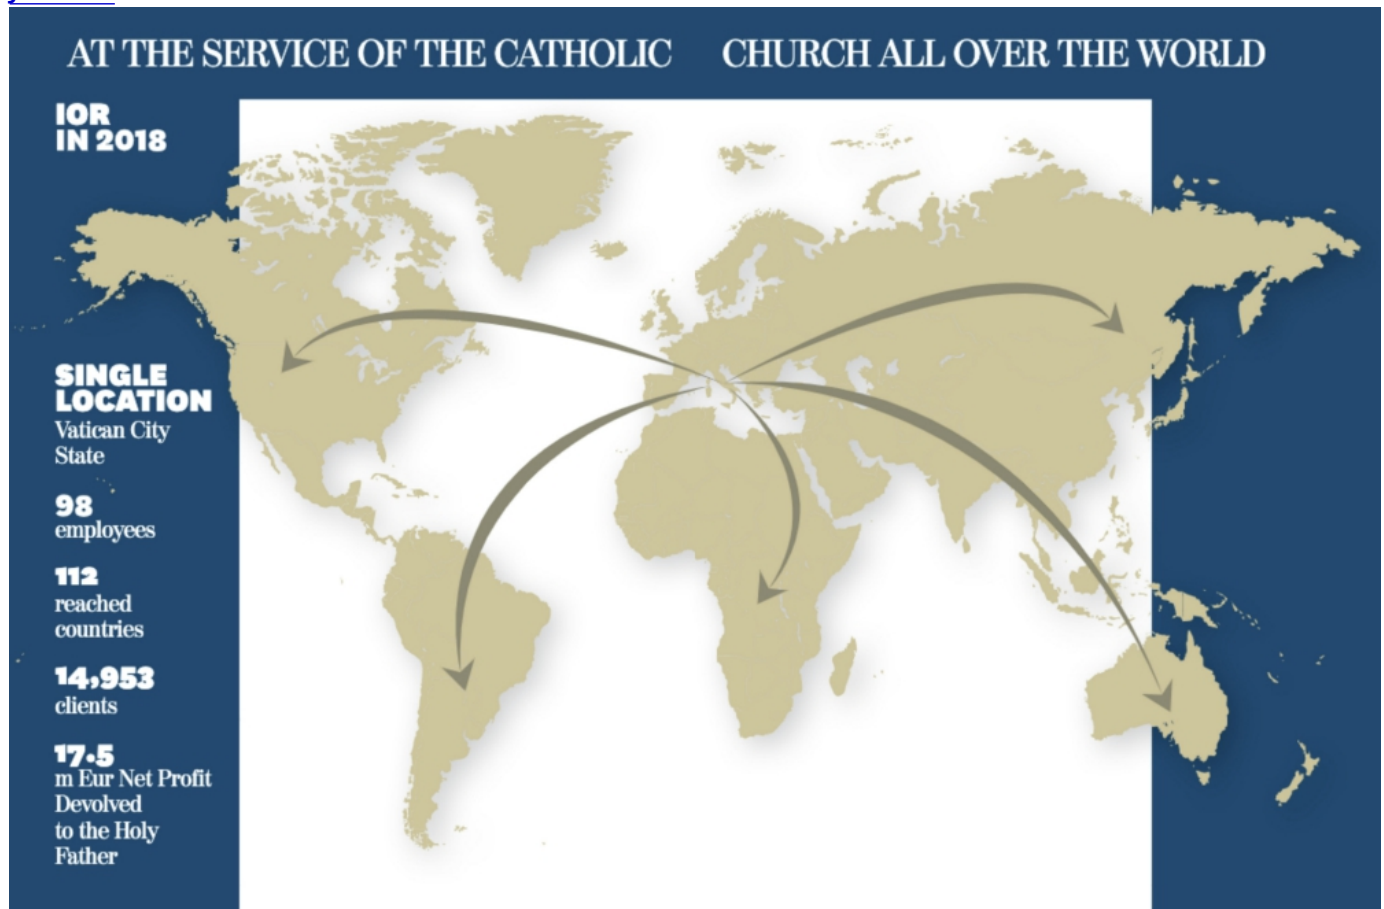 AT THE SERVICE OF THE CATHOLIC CHURCH ALL OVER THE WORLD
IOR
IN 2018
SINGLE
LOCATION
Vatican City
State
98
employees
112
reached
countries
14,953
clients
17.5
m Eur Net Profit
Devolved
to the Holy
Father